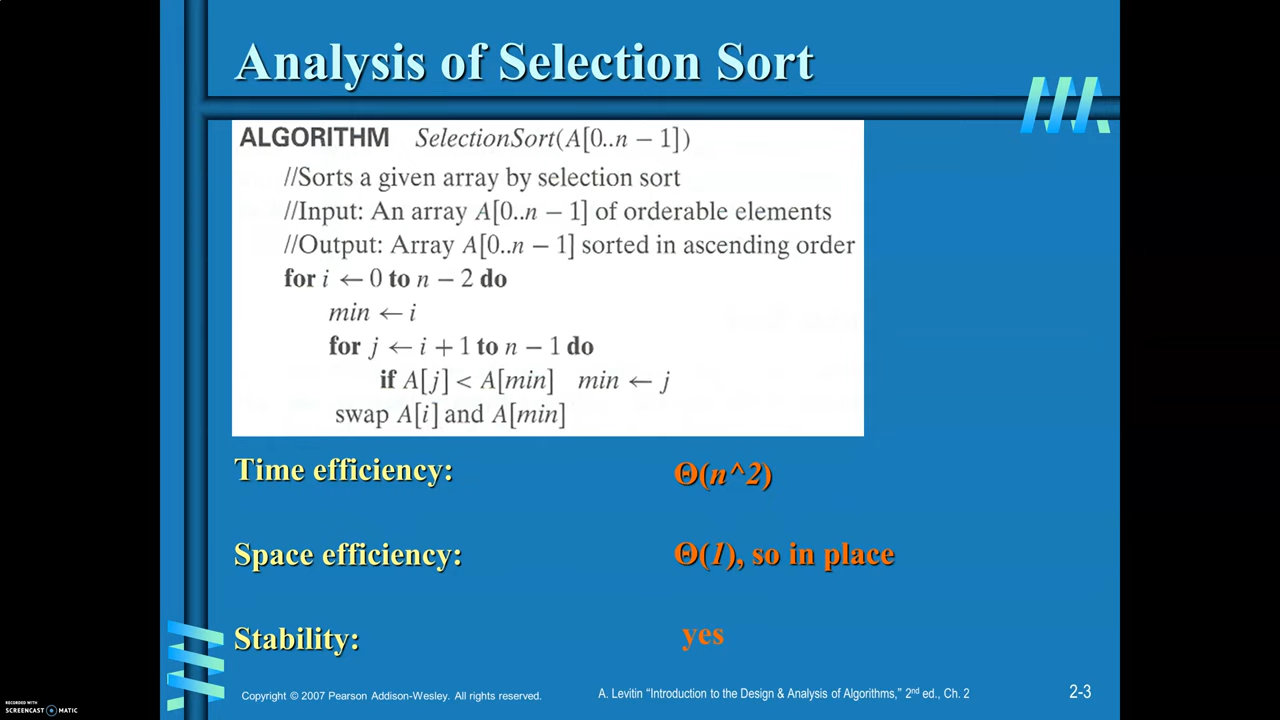 Analysis of Selection Sort
ALGORITHM SelectionSort(A[0..n − 1])
//Sorts a given array by selection sort
//Input: An array A[0..n − 1] of orderable elements
//Output: Array A[0..n − 1] sorted in ascending order
for i ← 0 to n − 2 do
min ← i
for j ← i + 1 to n − 1 do
if A[j] < A[min] min ← j
swap A[i] and A[min]
Time efficiency: Θ(n^2)
Space efficiency: Θ(1), so in place
Stability: yes
Copyright © 2007 Pearson Addison-Wesley. All rights reserved. A. Levitin “Introduction to the Design & Analysis of Algorithms,” 2nd ed., Ch. 2 2-3
RECORDED WITH
SCREENCAST MATIC